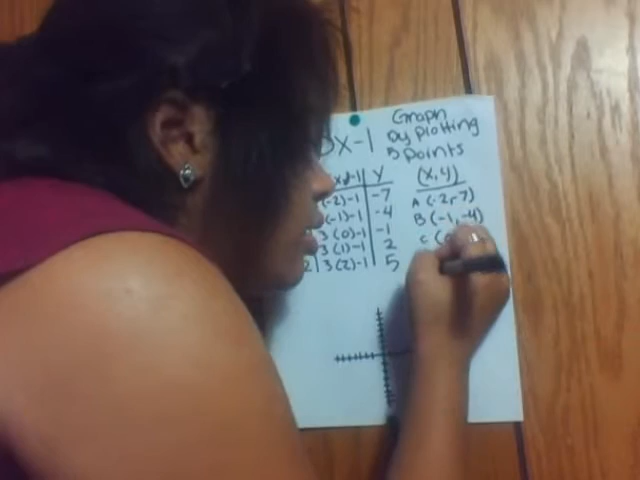 Graph
by plotting
5 points
3x-1
x-1 | y (x,y)
(-2)-1 | -7 A (-2,-7)
(-1)-1 | -4 B (-1,-4)
3(0)-1 | -1 C (
3(1)-1 | 2
2 | 3(2)-1 | 5